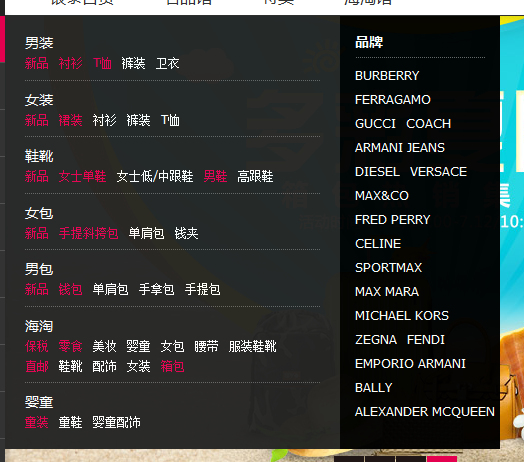 男装
新品 衬衫 T恤 裤装 卫衣
女装
新品 裙装 衬衫 裤装 T恤
鞋靴
新品 女士单鞋 女士低/中跟鞋 男鞋 高跟鞋
女包
新品 手提斜挎包 单肩包 钱夹
男包
新品 钱包 单肩包 手拿包 手提包
海淘
保税 零食 美妆 婴童 女包 腰带 服装鞋靴
直邮 鞋靴 配饰 女装 箱包
婴童
童装 童鞋 婴童配饰
品牌
BURBERRY
FERRAGAMO
GUCCI COACH
ARMANI JEANS
DIESEL VERSACE
MAX&CO
FRED PERRY
CELINE
SPORTMAX
MAX MARA
MICHAEL KORS
ZEGNA FENDI
EMPORIO ARMANI
BALLY
ALEXANDER MCQUEEN
10: